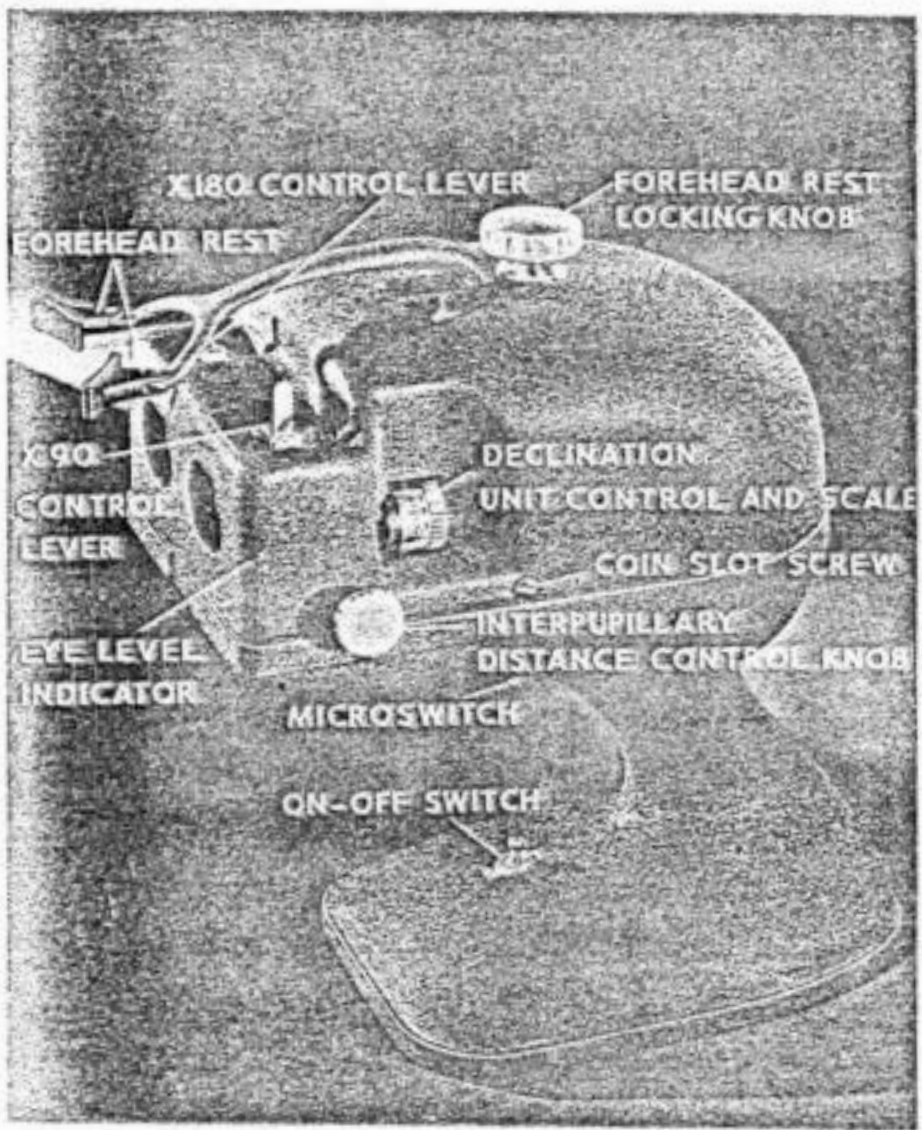 X180 CONTROL LEVER
FOREHEAD REST
LOCKING KNOB
FOREHEAD REST
X90
CONTROL
LEVER
DECLINATION
UNIT CONTROL AND SCALE
COIN SLOT SCREW
EYE LEVEL
INDICATOR
INTERPUPILLARY
DISTANCE CONTROL KNOB
MICROSWITCH
ON-OFF SWITCH